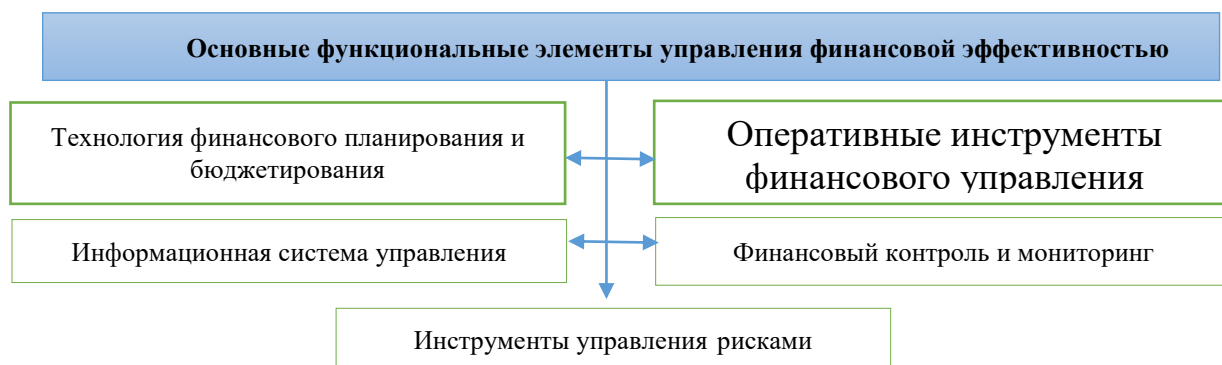 Основные функциональные элементы управления финансовой эффективностью
Технология финансового планирования и
бюджетирования
Оперативные инструменты
финансового управления
Информационная система управления
Финансовый контроль и мониторинг
Инструменты управления рисками